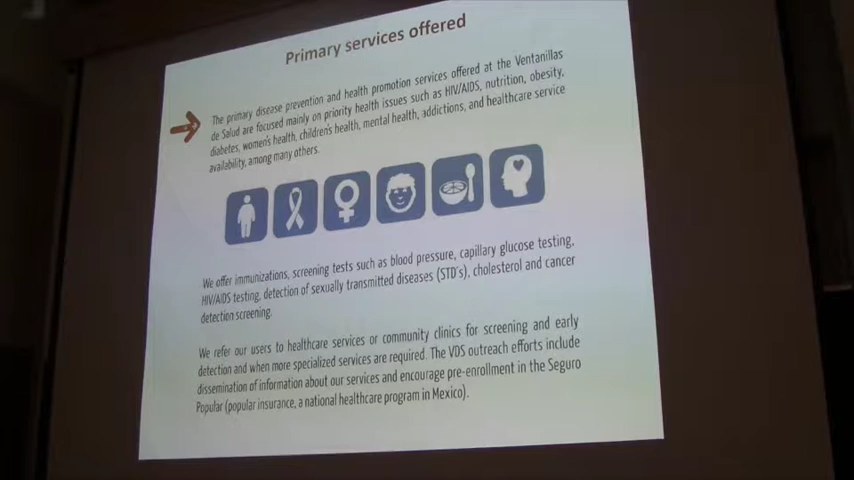 Primary services offered
The primary disease prevention and health promotion services offered at the Ventanillas
de Salud are focused mainly on priority health issues such as HIV/AIDS, nutrition, obesity,
diabetes, women's health, children's health, mental health, addictions, and healthcare service
availability, among many others.
We offer immunizations, screening tests such as blood pressure, capillary glucose testing,
HIV/AIDS testing, detection of sexually transmitted diseases (STD's), cholesterol and cancer
detection screening.
We refer our users to healthcare services or community clinics for screening and early
detection and when more specialized services are required. The VDS outreach efforts include
dissemination of information about our services and encourage pre-enrollment in the Seguro
Popular (popular insurance, a national healthcare program in Mexico).